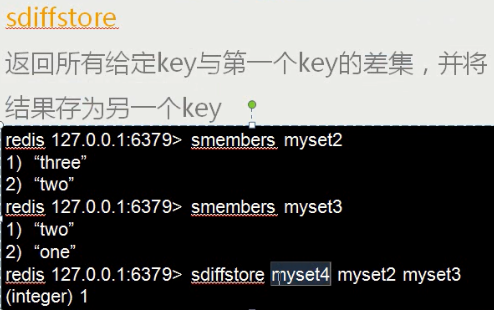 sdiffstore
返回所有给定key与第一个key的差集，并将
结果存为另一个key
redis 127.0.0.1:6379> smembers myset2
1) “three”
2) “two”
redis 127.0.0.1:6379> smembers myset3
1) “two”
2) “one”
redis 127.0.0.1:6379> sdiffstore myset4 myset2 myset3
(integer) 1